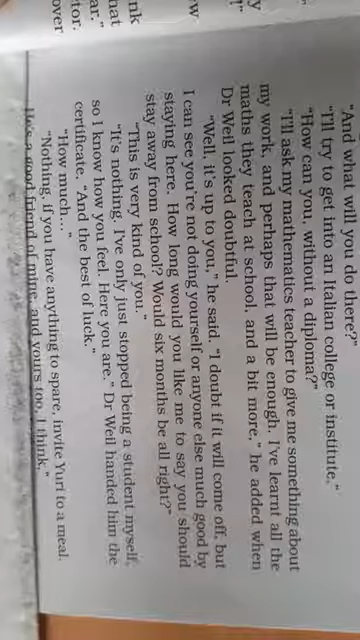 "And what will you do there?"
"I'll try to get into an Italian college or institute."
"How can you, without a diploma?"
"I'll ask my mathematics teacher to give me something about
my work, and perhaps that will be enough. I've learnt all the
maths they teach at school, and a bit more," he added when
Dr Weil looked doubtful.
"Well, it's up to you," he said. "I doubt if it will come off, but
I can see you're not doing yourself or anyone else much good by
staying here. How long would you like me to say you should
stay away from school? Would six months be all right?"
"This is very kind of you."
"It's nothing. I've only just stopped being a student myself,
so I know how you feel. Here you are." Dr Weil handed him the
certificate. "And the best of luck."
"How much..."
"Nothing. If you have anything to spare, invite Yuri to a meal.
He's a good friend of mine, and yours too, I think."
nk
hat
ar."
tor.
over